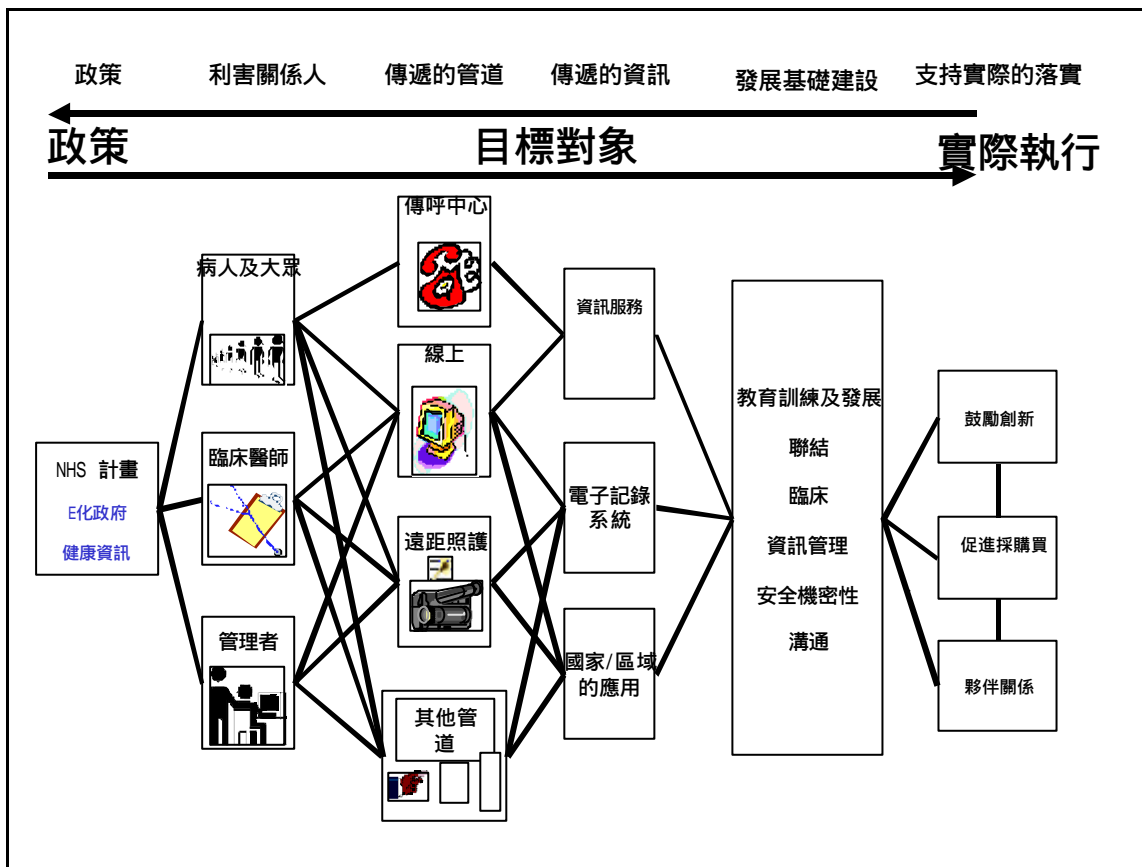 政策
利害關係人
傳遞的管道
傳遞的資訊
發展基礎建設
支持實際的落實
政策
目標對象
實際執行
NHS 計畫
E化政府
健康資訊
病人及大眾
臨床醫師
管理者
傳呼中心
線上
遠距照護
其他管
道
資訊服務
電子記錄
系統
國家/區域
的應用
教育訓練及發展
聯結
臨床
資訊管理
安全機密性
溝通
鼓勵創新
促進採購買
夥伴關係